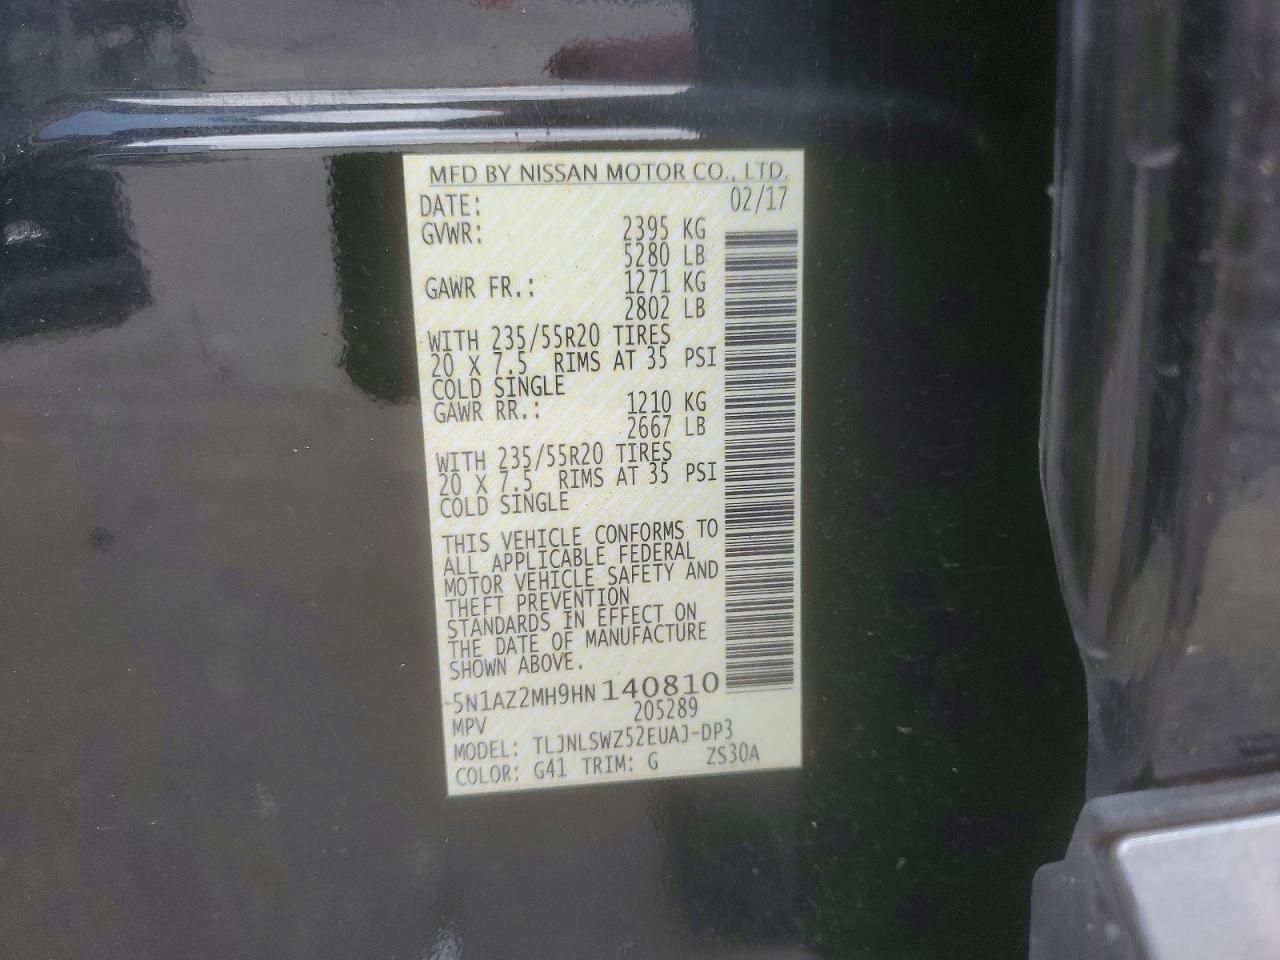 MFD BY NISSAN MOTOR CO., LTD.
DATE: 02/17
GVWR: 2395 KG
5280 LB
GAWR FR.: 1271 KG
2802 LB
WITH 235/55R20 TIRES
20 X 7.5 RIMS AT 35 PSI
COLD SINGLE
GAWR RR.: 1210 KG
2667 LB
WITH 235/55R20 TIRES
20 X 7.5 RIMS AT 35 PSI
COLD SINGLE
THIS VEHICLE CONFORMS TO
ALL APPLICABLE FEDERAL
MOTOR VEHICLE SAFETY AND
THEFT PREVENTION
STANDARDS IN EFFECT ON
THE DATE OF MANUFACTURE
SHOWN ABOVE.
5N1AZ2MH9HN140810
205289
MPV
MODEL: TLJNLSWZ52EUAJ-DP3
COLOR: G41 TRIM: G ZS30A